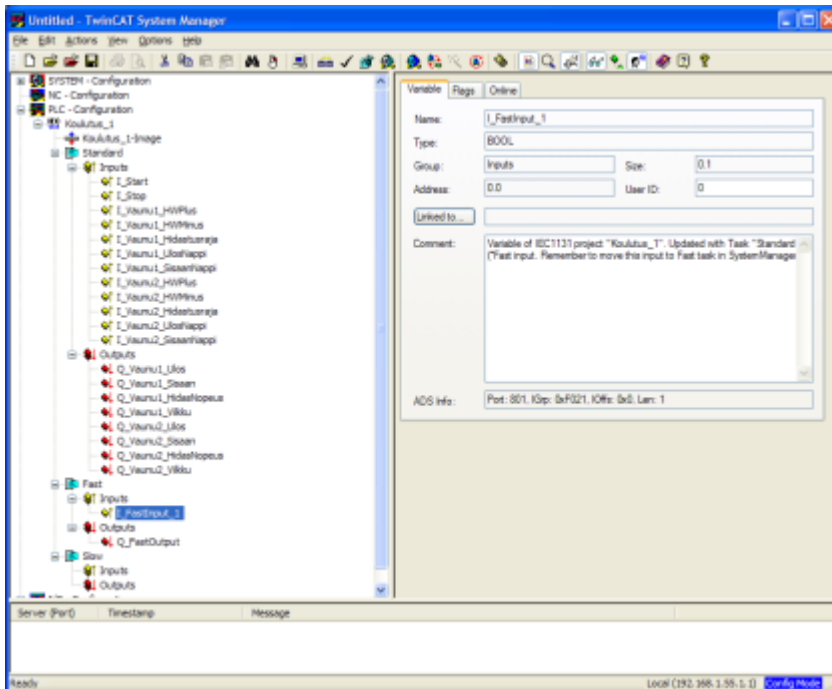 Untitled - TwinCAT System Manager
File Edit Actions View Options Help
SYSTEM - Configuration
NC - Configuration
PLC - Configuration
Koulutus_1
Koulutus_1-Image
Standard
Inputs
I_Start
I_Stop
I_Vaunu1_HWPlus
I_Vaunu1_HWMinus
I_Vaunu1_Hidastusraja
I_Vaunu1_UlosNappi
I_Vaunu1_SisaanNappi
I_Vaunu2_HWPlus
I_Vaunu2_HWMinus
I_Vaunu2_Hidastusraja
I_Vaunu2_UlosNappi
I_Vaunu2_SisaanNappi
Outputs
Q_Vaunu1_Ulos
Q_Vaunu1_Sisaan
Q_Vaunu1_HidasNopeus
Q_Vaunu1_Vikku
Q_Vaunu2_Ulos
Q_Vaunu2_Sisaan
Q_Vaunu2_HidasNopeus
Q_Vaunu2_Vikku
Fast
Inputs
I_FastInput_1
Outputs
Q_FastOutput
Slow
Inputs
Outputs
Variable Flags Online
Name: I_FastInput_1
Type: BOOL
Group: Inputs Size: 0.1
Address: 0.0 User ID: 0
Linked to...
Comment: Variable of IEC1131 project "Koulutus_1". Updated with Task "Standard
("Fast input. Remember to move this input to Fast task in SystemManage
ADS Info: Port: 801, IGrp: 0xF021, IOffs: 0x0, Len: 1
Server (Port) Timestamp Message
Ready Local (192.168.1.55.1.1) Config Mode